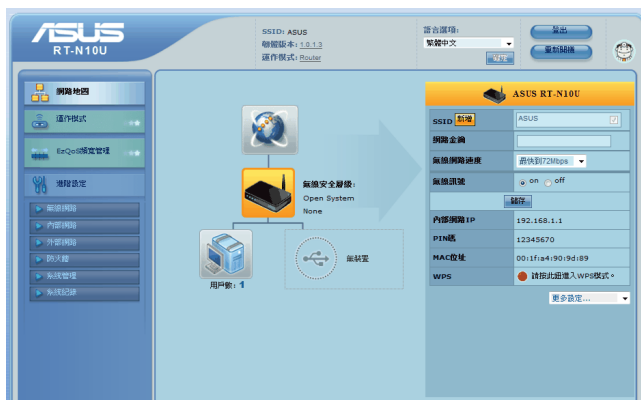 ASUS
RT-N10U
SSID: ASUS
韌體版本: 1.0.1.3
運作模式: Router
語言選項:
繁體中文
登出
重新開機
網路地圖
運作模式
EzQoS頻寬管理
進階設定
無線網路
內部網路
外部網路
防火牆
系統管理
系統紀錄
無線安全層級:
Open System
None
用戶數: 1
無裝置
ASUS RT-N10U
SSID 新增 ASUS
網路金鑰
無線網路速度 最快到72Mbps
無線訊號 on off
儲存
內部網路IP 192.168.1.1
PIN碼 12345670
MAC位址 00:1f:a4:90:9d:89
WPS 請按此鈕進入WPS模式。
更多設定...